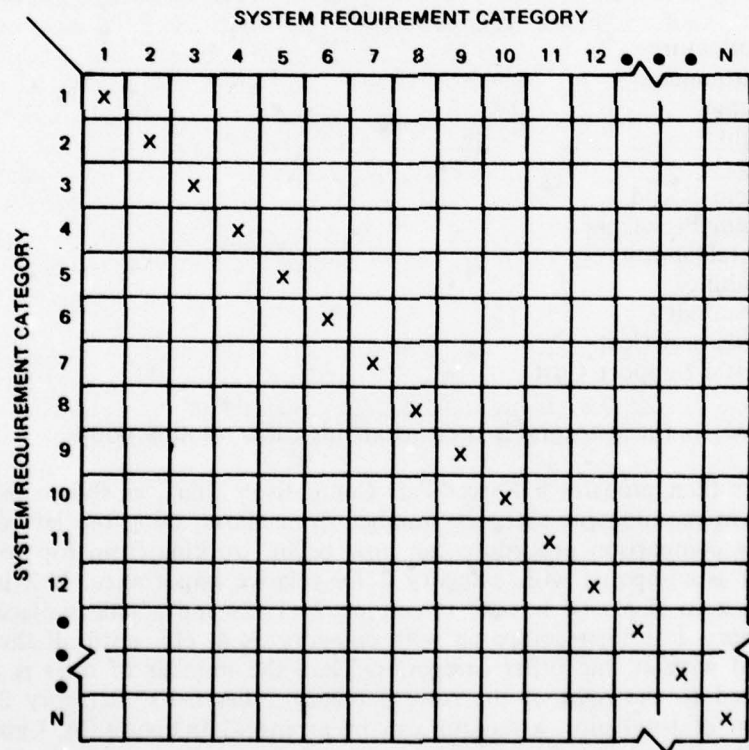 SYSTEM REQUIREMENT CATEGORY
1 2 3 4 5 6 7 8 9 10 11 12 • • • N
SYSTEM REQUIREMENT CATEGORY
1 X
2 X
3 X
4 X
5 X
6 X
7 X
8 X
9 X
10 X
11 X
12 X
• X
•
• X
N X